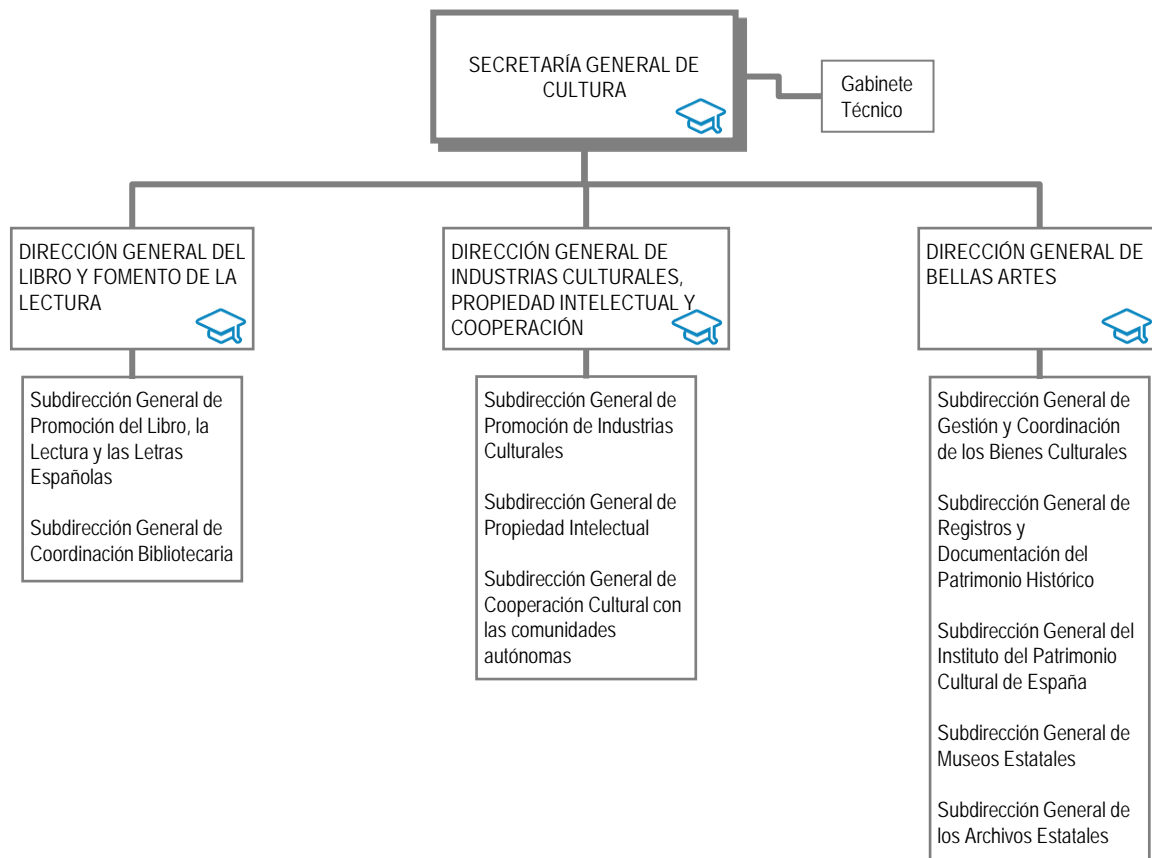 SECRETARÍA GENERAL DE
CULTURA
Gabinete
Técnico
DIRECCIÓN GENERAL DEL
LIBRO Y FOMENTO DE LA
LECTURA
Subdirección General de
Promoción del Libro, la
Lectura y las Letras
Españolas
Subdirección General de
Coordinación Bibliotecaria
DIRECCIÓN GENERAL DE
INDUSTRIAS CULTURALES,
PROPIEDAD INTELECTUAL Y
COOPERACIÓN
Subdirección General de
Promoción de Industrias
Culturales
Subdirección General de
Propiedad Intelectual
Subdirección General de
Cooperación Cultural con
las comunidades
autónomas
DIRECCIÓN GENERAL DE
BELLAS ARTES
Subdirección General de
Gestión y Coordinación
de los Bienes Culturales
Subdirección General de
Registros y
Documentación del
Patrimonio Histórico
Subdirección General del
Instituto del Patrimonio
Cultural de España
Subdirección General de
Museos Estatales
Subdirección General de
los Archivos Estatales